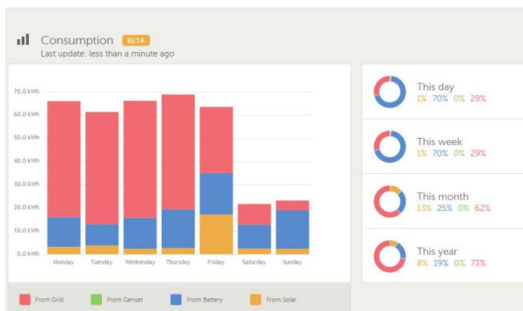 Consumption BETA
Last update: less than a minute ago
70.0 kWh
60.0 kWh
50.0 kWh
40.0 kWh
30.0 kWh
20.0 kWh
10.0 kWh
0.0 kWh
Monday Tuesday Wednesday Thursday Friday Saturday Sunday
From Grid From Genset From Battery From Solar
This day
1% 70% 0% 29%
This week
1% 70% 0% 29%
This month
13% 25% 0% 62%
This year
8% 19% 0% 73%